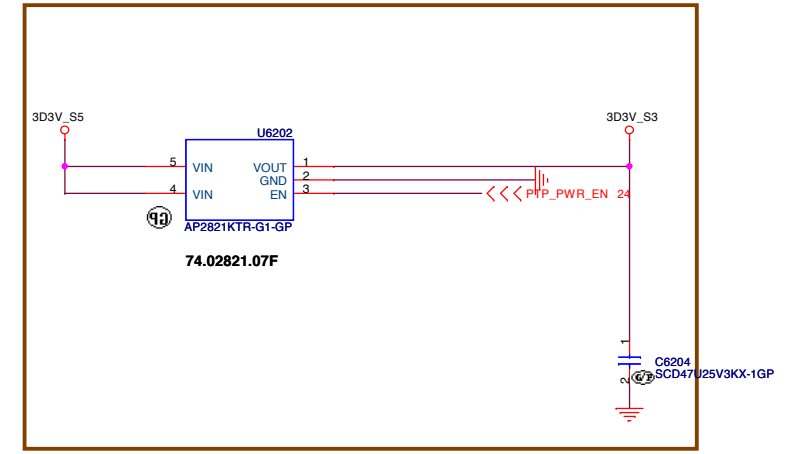 3D3V_S5
3D3V_S3
U6202
5 VIN VOUT 1
GND 2
4 VIN EN 3
PTP_PWR_EN 24
AP2821KTR-G1-GP
74.02821.07F
1
C6204
SCD47U25V3KX-1GP
2